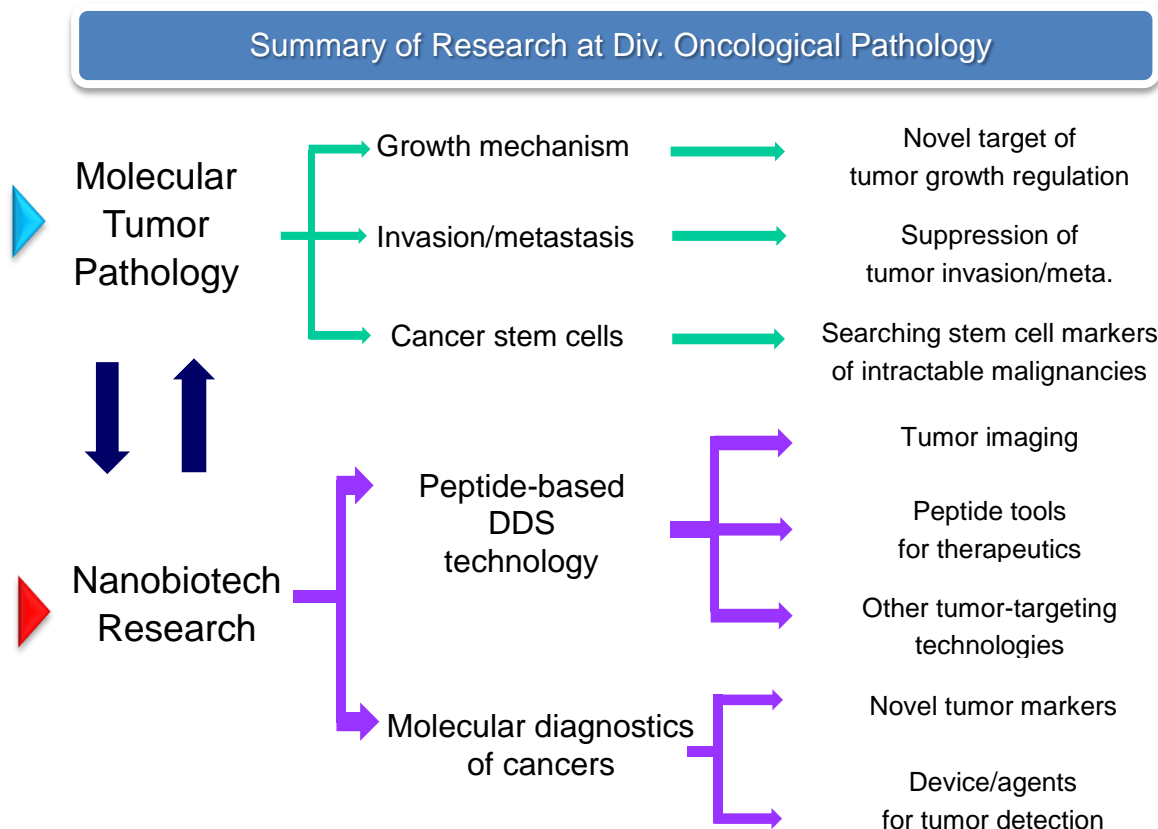 Summary of Research at Div. Oncological Pathology
Molecular
Tumor
Pathology
Growth mechanism
Novel target of
tumor growth regulation
Invasion/metastasis
Suppression of
tumor invasion/meta.
Cancer stem cells
Searching stem cell markers
of intractable malignancies
Nanobiotech
Research
Peptide-based
DDS
technology
Tumor imaging
Peptide tools
for therapeutics
Other tumor-targeting
technologies
Molecular diagnostics
of cancers
Novel tumor markers
Device/agents
for tumor detection